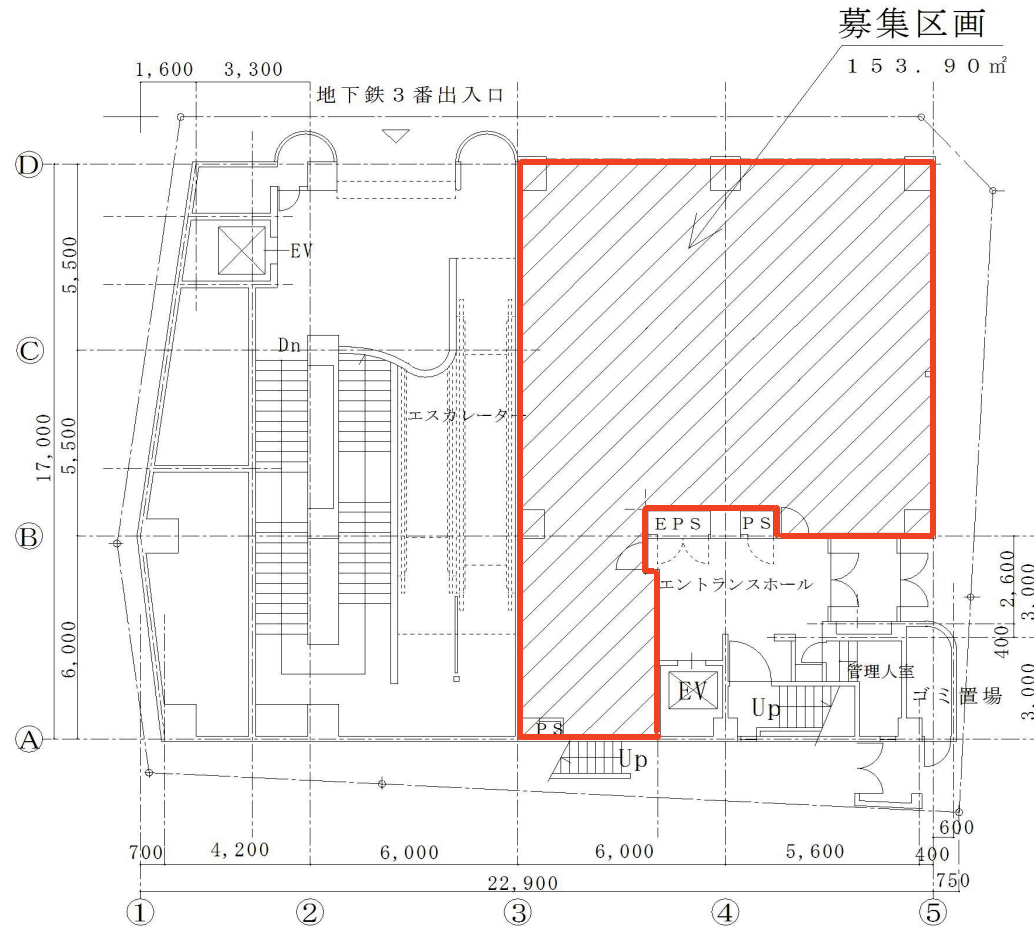 募集区画
１５３．９０㎡
1,600
3,300
地下鉄３番出入口
D
EV
5,500
C
Dn
エスカレーター
17,000
5,500
B
ＥＰＳ
ＰＳ
エントランスホール
2,600
3,000
400
6,000
管理人室
EV
Up
ゴミ置場
3,000
PS
A
Up
600
700
4,200
6,000
6,000
5,600
400
22,900
750
①
②
③
④
⑤